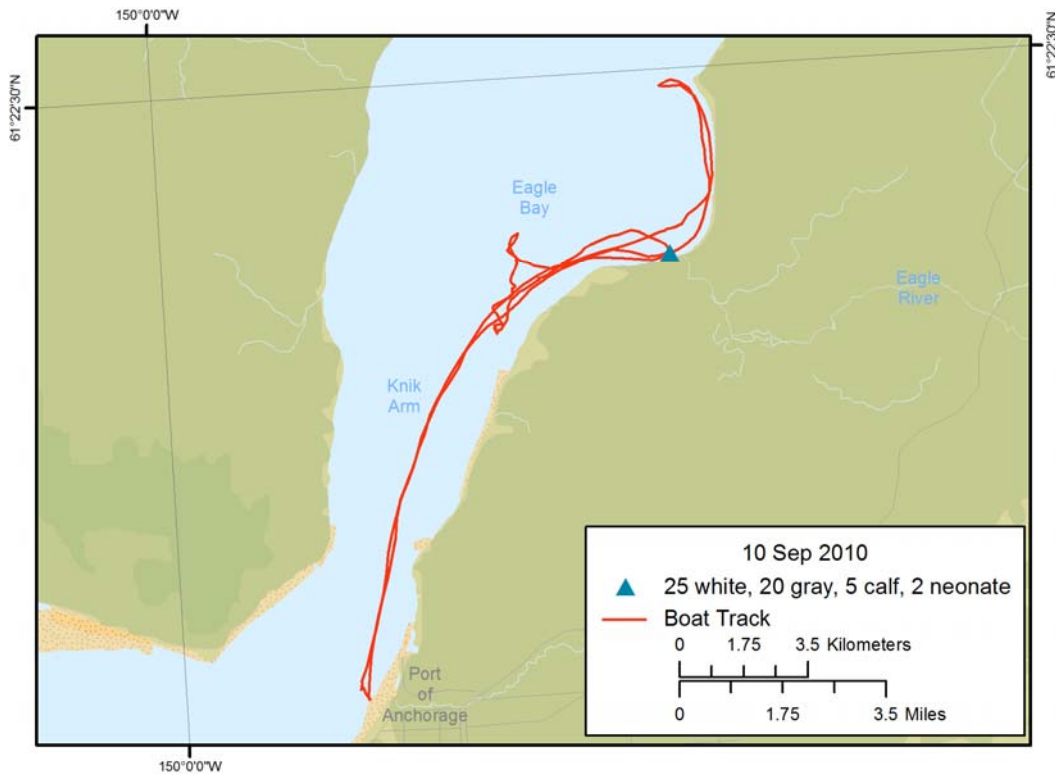 150°0'0"W
61°22'30"N
61°22'30"N
Eagle
Bay
Eagle
River
Knik
Arm
Port
of
Anchorage
10 Sep 2010
25 white, 20 gray, 5 calf, 2 neonate
Boat Track
0 1.75 3.5 Kilometers
0 1.75 3.5 Miles
150°0'0"W